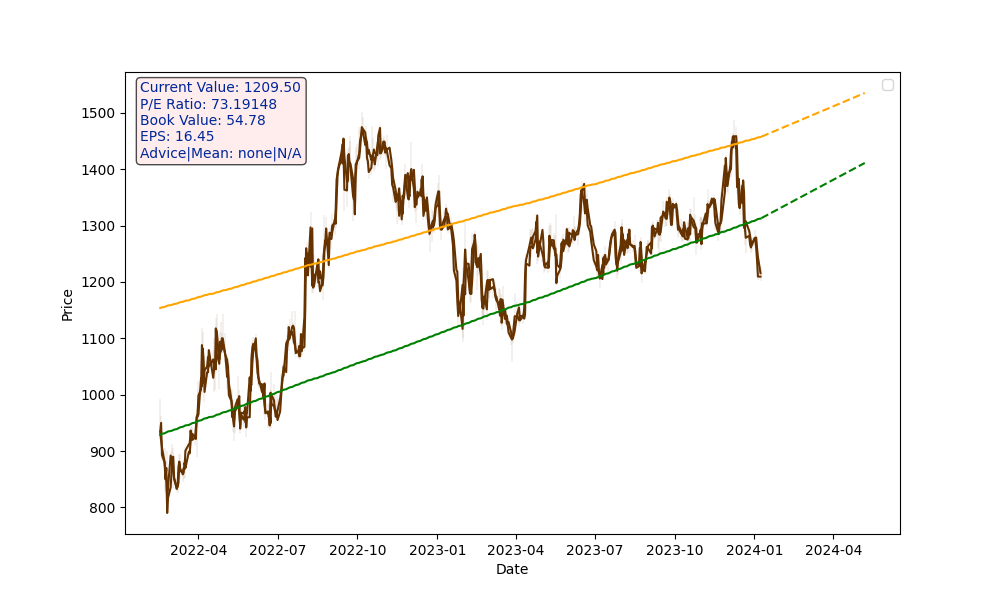 Current Value: 1209.50
P/E Ratio: 73.19148
Book Value: 54.78
EPS: 16.45
Advice|Mean: none|N/A
1500
1400
1300
1200
1100
1000
900
800
Price
2022-04 2022-07 2022-10 2023-01 2023-04 2023-07 2023-10 2024-01 2024-04
Date